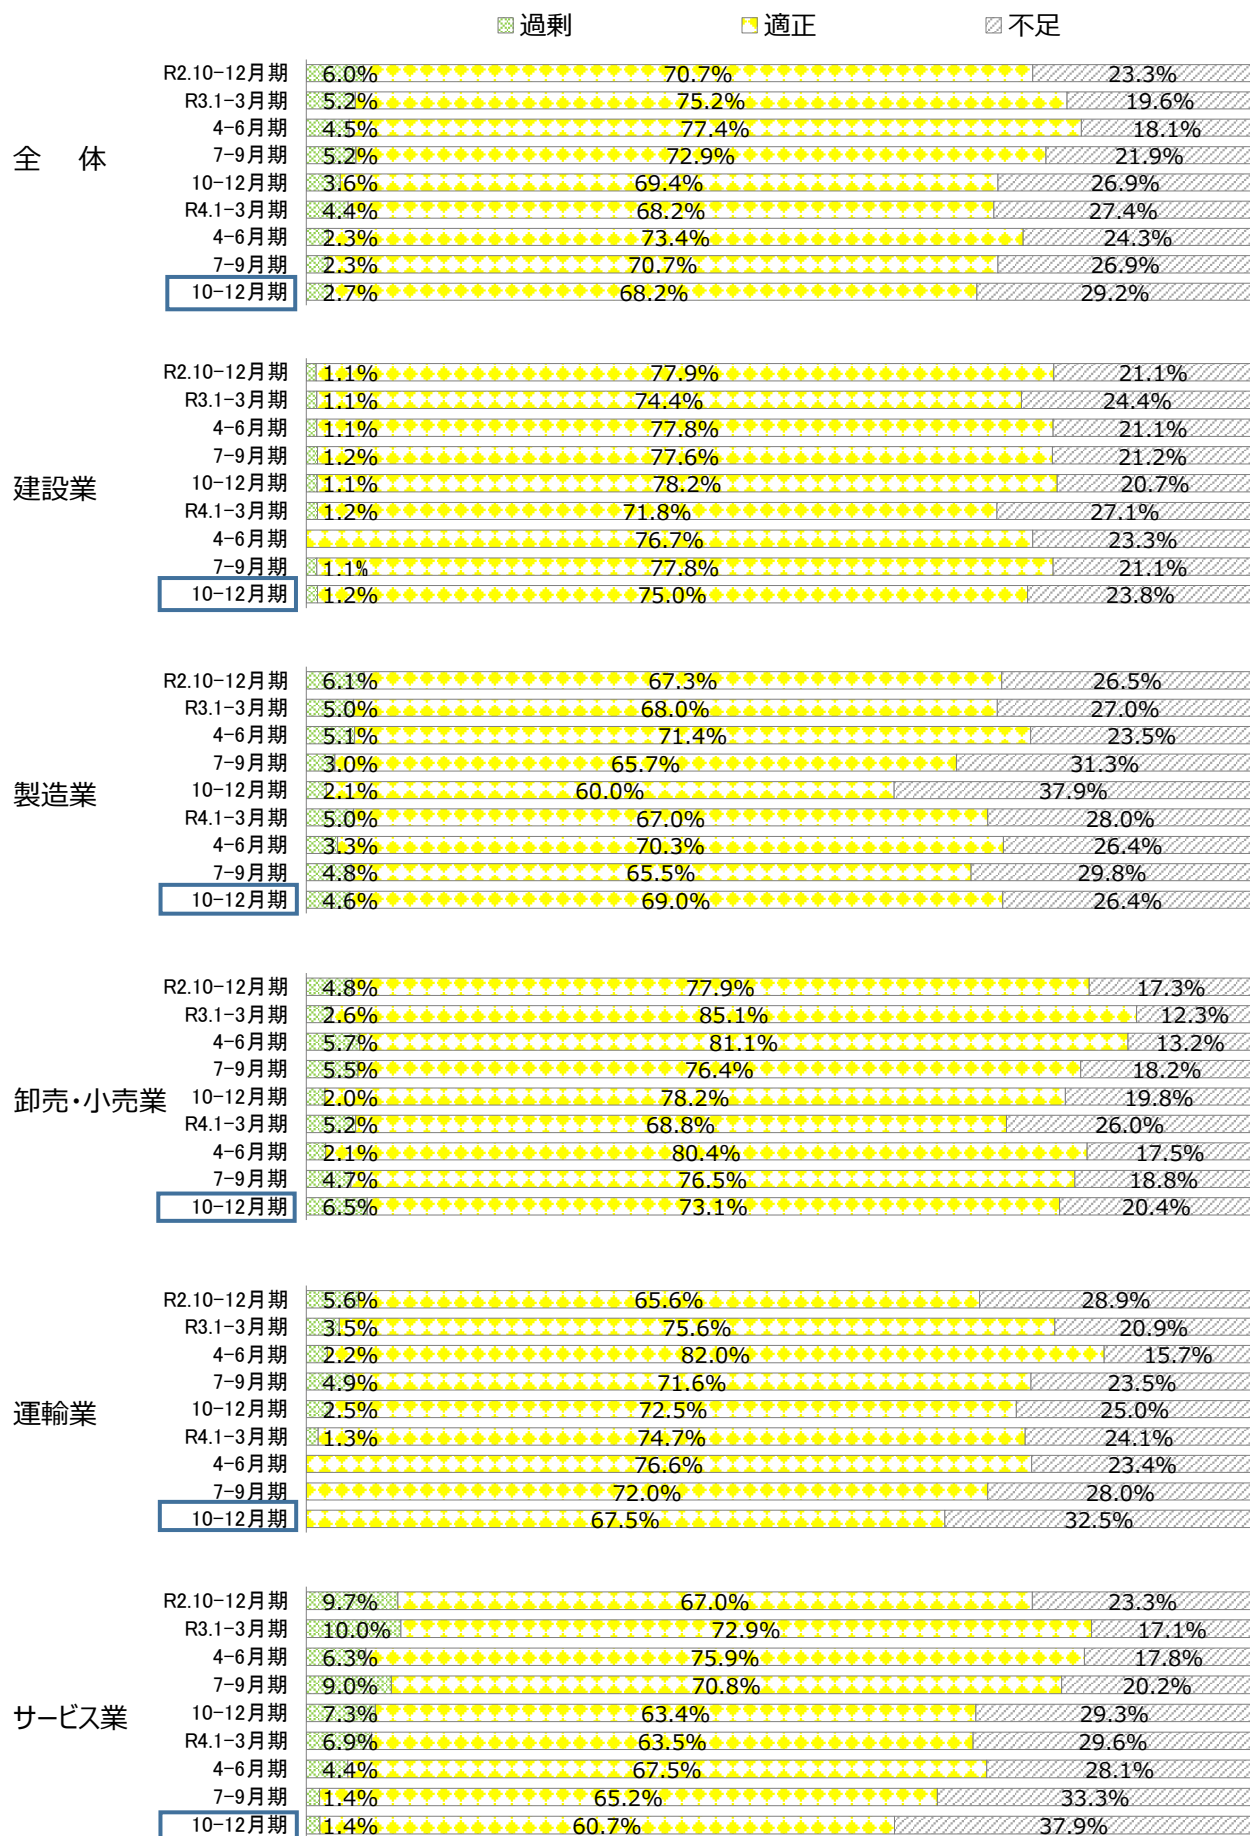 過剰 適正 不足
全 体
R2.10-12月期 6.0% 70.7% 23.3%
R3.1-3月期 5.2% 75.2% 19.6%
4-6月期 4.5% 77.4% 18.1%
7-9月期 5.2% 72.9% 21.9%
10-12月期 3.6% 69.4% 26.9%
R4.1-3月期 4.4% 68.2% 27.4%
4-6月期 2.3% 73.4% 24.3%
7-9月期 2.3% 70.7% 26.9%
10-12月期 2.7% 68.2% 29.2%
建設業
R2.10-12月期 1.1% 77.9% 21.1%
R3.1-3月期 1.1% 74.4% 24.4%
4-6月期 1.1% 77.8% 21.1%
7-9月期 1.2% 77.6% 21.2%
10-12月期 1.1% 78.2% 20.7%
R4.1-3月期 1.2% 71.8% 27.1%
4-6月期 76.7% 23.3%
7-9月期 1.1% 77.8% 21.1%
10-12月期 1.2% 75.0% 23.8%
製造業
R2.10-12月期 6.1% 67.3% 26.5%
R3.1-3月期 5.0% 68.0% 27.0%
4-6月期 5.1% 71.4% 23.5%
7-9月期 3.0% 65.7% 31.3%
10-12月期 2.1% 60.0% 37.9%
R4.1-3月期 5.0% 67.0% 28.0%
4-6月期 3.3% 70.3% 26.4%
7-9月期 4.8% 65.5% 29.8%
10-12月期 4.6% 69.0% 26.4%
卸売・小売業
R2.10-12月期 4.8% 77.9% 17.3%
R3.1-3月期 2.6% 85.1% 12.3%
4-6月期 5.7% 81.1% 13.2%
7-9月期 5.5% 76.4% 18.2%
10-12月期 2.0% 78.2% 19.8%
R4.1-3月期 5.2% 68.8% 26.0%
4-6月期 2.1% 80.4% 17.5%
7-9月期 4.7% 76.5% 18.8%
10-12月期 6.5% 73.1% 20.4%
運輸業
R2.10-12月期 5.6% 65.6% 28.9%
R3.1-3月期 3.5% 75.6% 20.9%
4-6月期 2.2% 82.0% 15.7%
7-9月期 4.9% 71.6% 23.5%
10-12月期 2.5% 72.5% 25.0%
R4.1-3月期 1.3% 74.7% 24.1%
4-6月期 76.6% 23.4%
7-9月期 72.0% 28.0%
10-12月期 67.5% 32.5%
サービス業
R2.10-12月期 9.7% 67.0% 23.3%
R3.1-3月期 10.0% 72.9% 17.1%
4-6月期 6.3% 75.9% 17.8%
7-9月期 9.0% 70.8% 20.2%
10-12月期 7.3% 63.4% 29.3%
R4.1-3月期 6.9% 63.5% 29.6%
4-6月期 4.4% 67.5% 28.1%
7-9月期 1.4% 65.2% 33.3%
10-12月期 1.4% 60.7% 37.9%